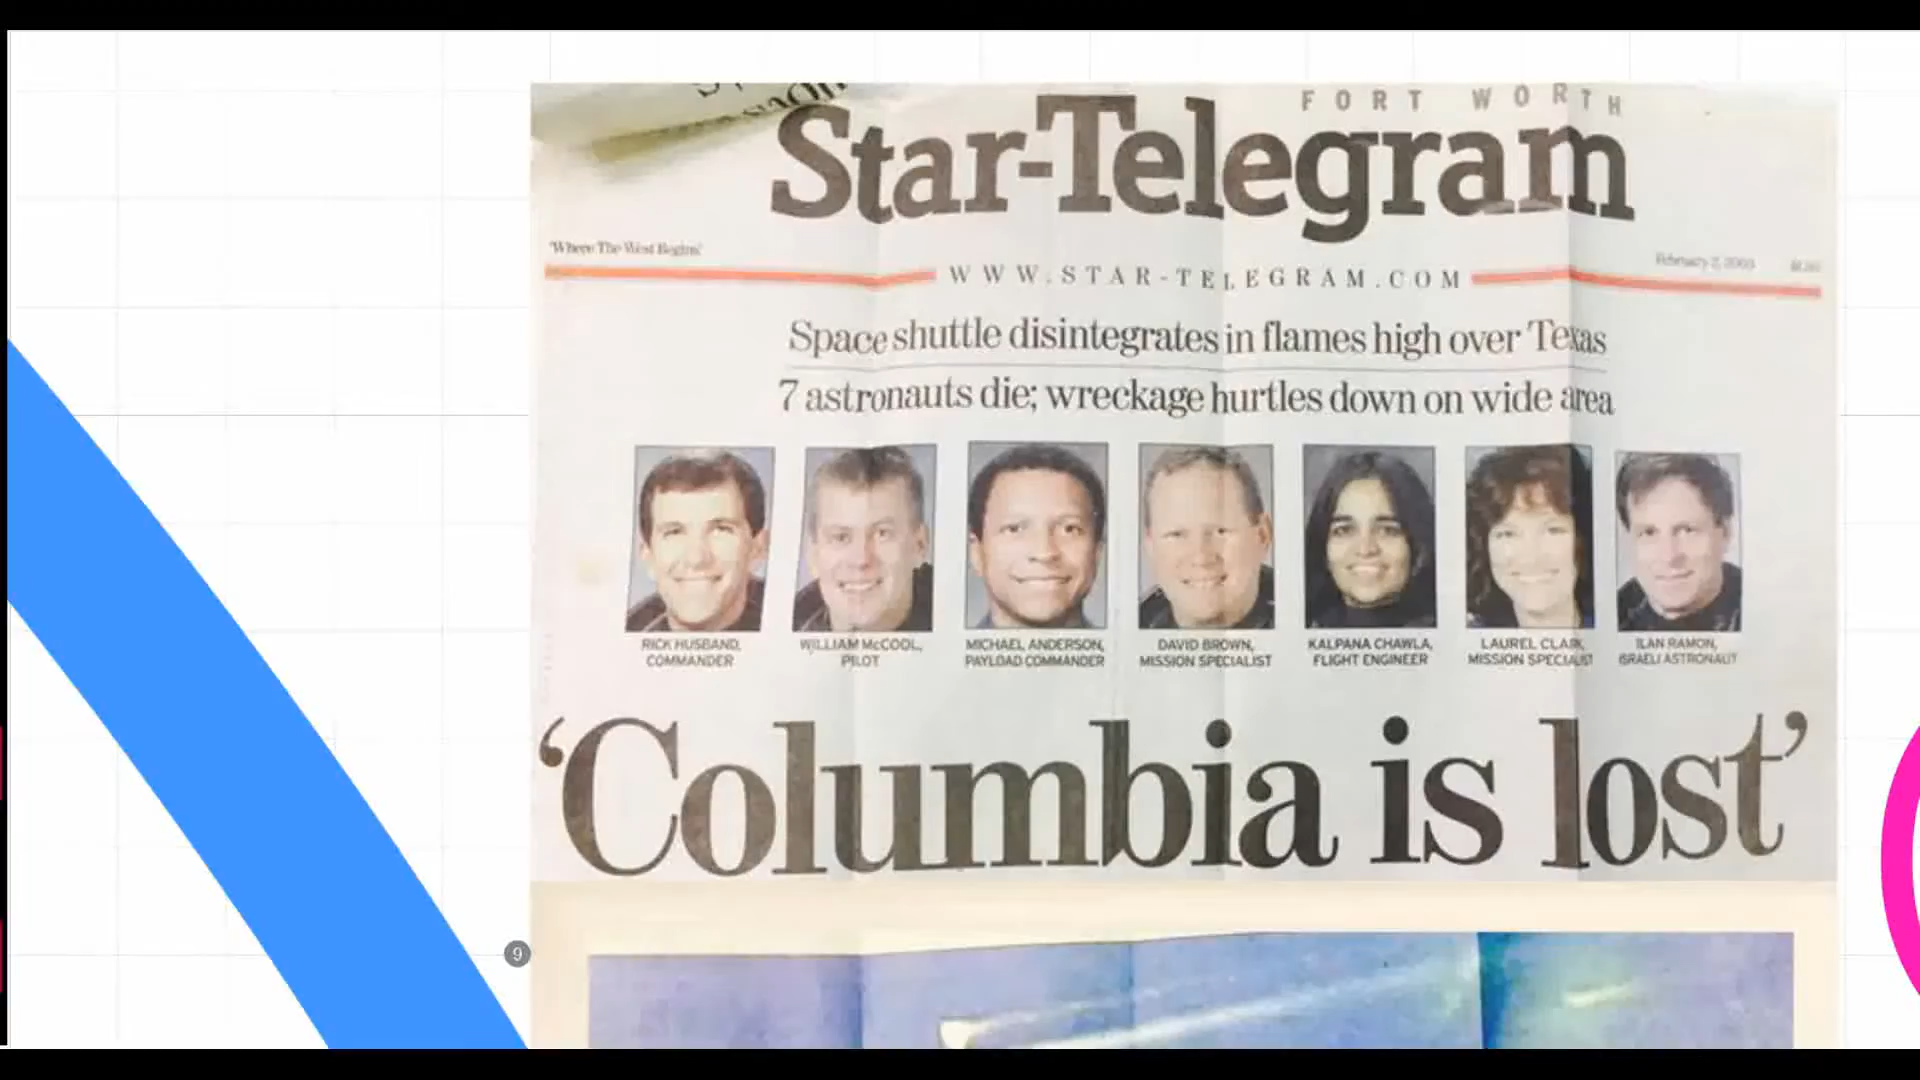 FORT WORTH
Star-Telegram
"Where The West Begins"
February 2, 2003
WWW.STAR-TELEGRAM.COM
Space shuttle disintegrates in flames high over Texas
7 astronauts die; wreckage hurtles down on wide area
RICK HUSBAND,
COMMANDER
WILLIAM McCOOL,
PILOT
MICHAEL ANDERSON,
PAYLOAD COMMANDER
DAVID BROWN,
MISSION SPECIALIST
KALPANA CHAWLA,
FLIGHT ENGINEER
LAUREL CLARK,
MISSION SPECIALIST
ILAN RAMON,
ISRAELI ASTRONAUT
‘Columbia is lost’
9